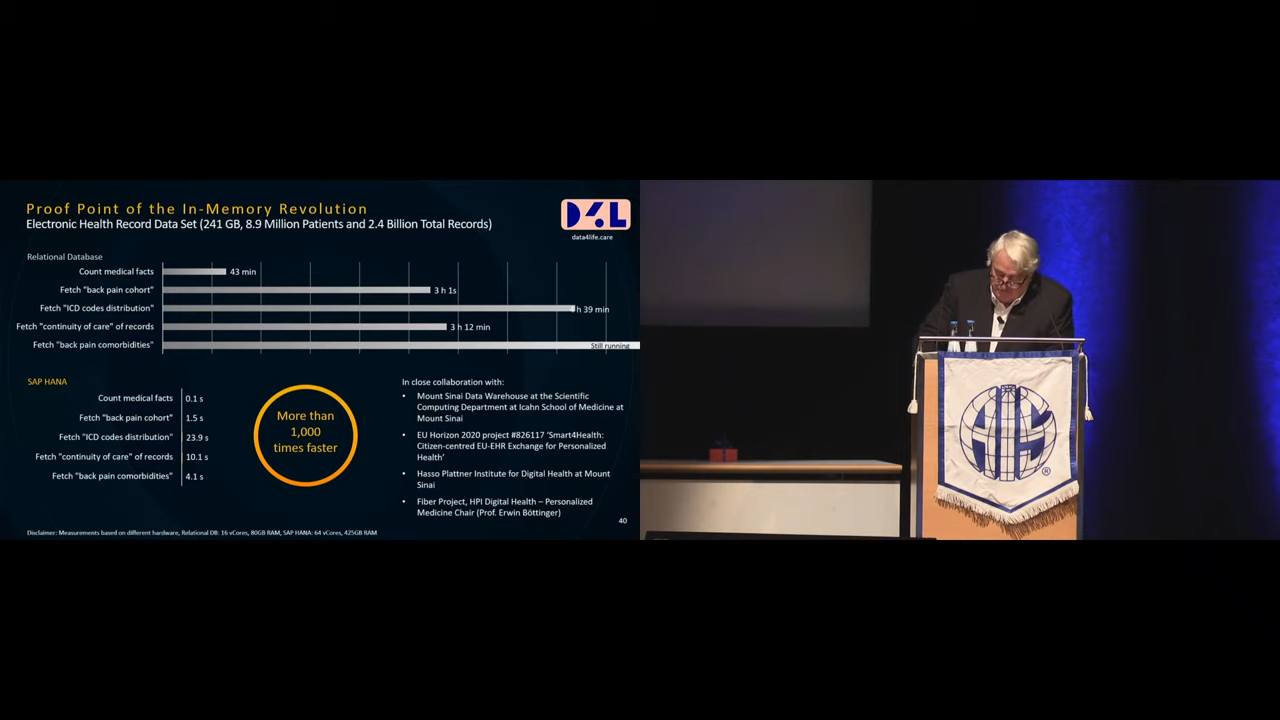 Proof Point of the In-Memory Revolution
Electronic Health Record Data Set (241 GB, 8.9 Million Patients and 2.4 Billion Total Records)
D4L
data4life.care
Relational Database
Count medical facts 43 min
Fetch "back pain cohort" 3 h 1s
Fetch "ICD codes distribution" 4 h 39 min
Fetch "continuity of care" of records 3 h 12 min
Fetch "back pain comorbidities" Still running
SAP HANA
Count medical facts 0.1 s
Fetch "back pain cohort" 1.5 s
Fetch "ICD codes distribution" 23.9 s
Fetch "continuity of care" of records 10.1 s
Fetch "back pain comorbidities" 4.1 s
More than
1,000
times faster
In close collaboration with:
• Mount Sinai Data Warehouse at the Scientific
Computing Department at Icahn School of Medicine at
Mount Sinai
• EU Horizon 2020 project #826117 ‘Smart4Health:
Citizen-centred EU-EHR Exchange for Personalized
Health’
• Hasso Plattner Institute for Digital Health at Mount
Sinai
• Fiber Project, HPI Digital Health – Personalized
Medicine Chair (Prof. Erwin Böttinger)
40
Disclaimer: Measurements based on different hardware, Relational DB: 16 vCores, 80GB RAM, SAP HANA: 64 vCores, 425GB RAM
HIS
®